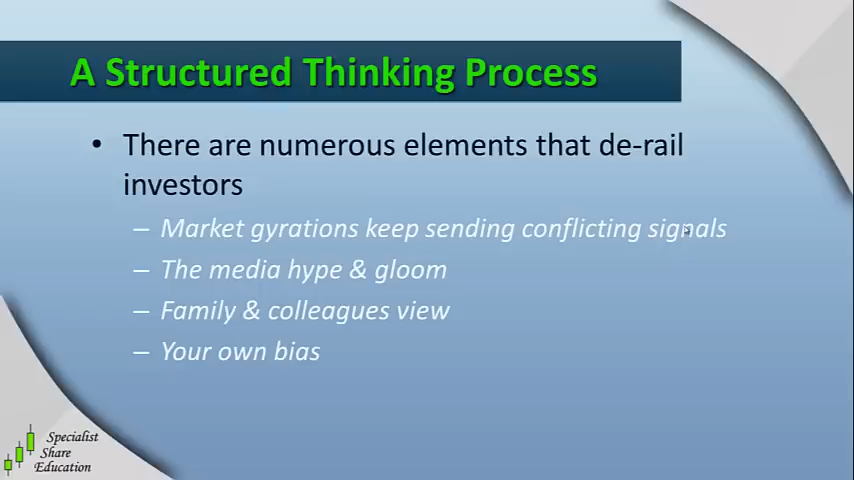 A Structured Thinking Process
• There are numerous elements that de-rail
investors
– Market gyrations keep sending conflicting signals
– The media hype & gloom
– Family & colleagues view
– Your own bias
Specialist
Share
Education